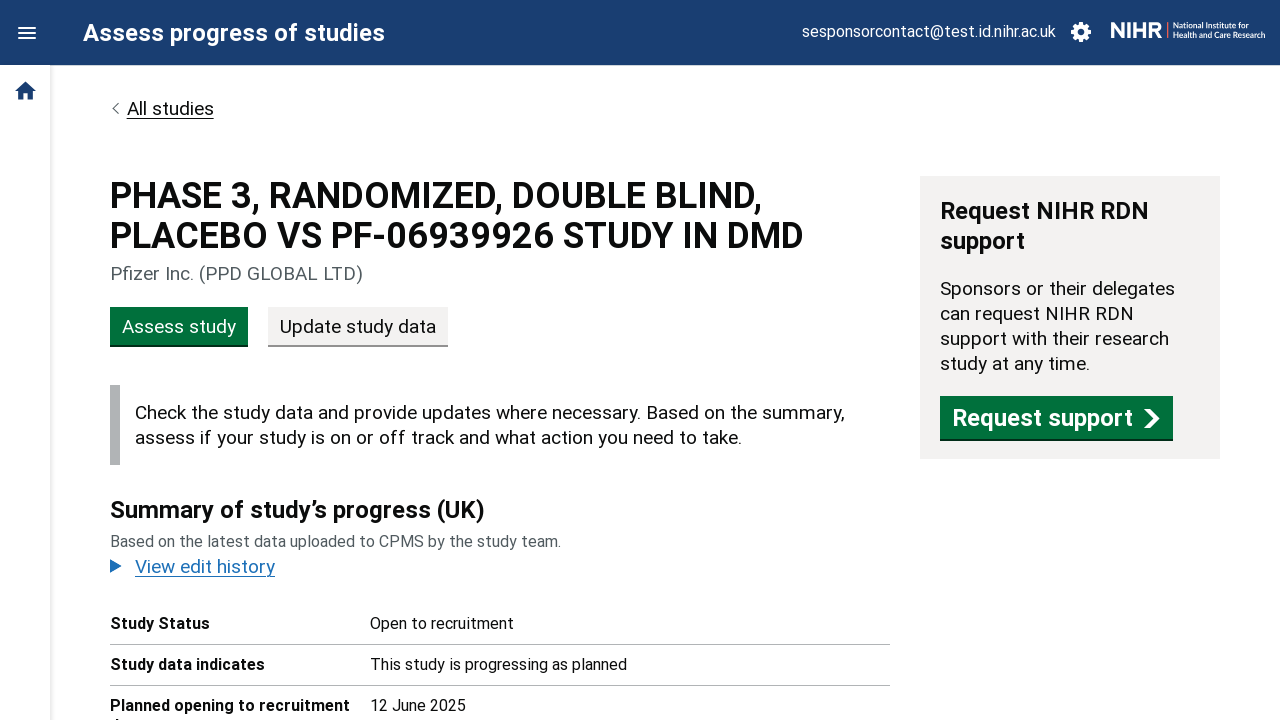 Assess progress of studies
sesponsorcontact@test.id.nihr.ac.uk
NIHR
National Institute for
Health and Care Research
All studies
PHASE 3, RANDOMIZED, DOUBLE BLIND,
PLACEBO VS PF-06939926 STUDY IN DMD
Pfizer Inc. (PPD GLOBAL LTD)
Assess study
Update study data
Check the study data and provide updates where necessary. Based on the summary,
assess if your study is on or off track and what action you need to take.
Summary of study’s progress (UK)
Based on the latest data uploaded to CPMS by the study team.
View edit history
Study Status
Open to recruitment
Study data indicates
This study is progressing as planned
Planned opening to recruitment
12 June 2025
Request NIHR RDN
support
Sponsors or their delegates
can request NIHR RDN
support with their research
study at any time.
Request support